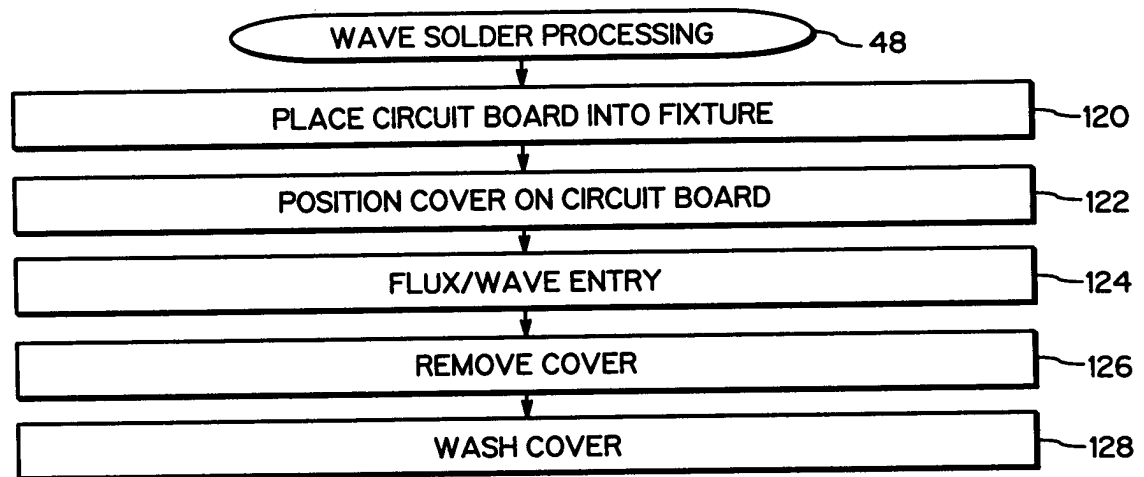 WAVE SOLDER PROCESSING 48
PLACE CIRCUIT BOARD INTO FIXTURE 120
POSITION COVER ON CIRCUIT BOARD 122
FLUX/WAVE ENTRY 124
REMOVE COVER 126
WASH COVER 128